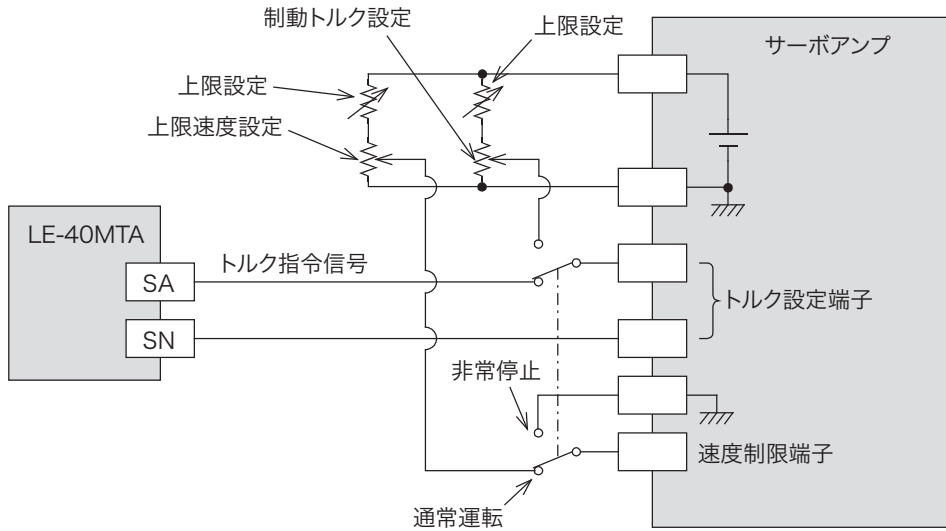 制動トルク設定
上限設定
サーボアンプ
上限設定
上限速度設定
LE-40MTA
SA
トルク指令信号
トルク設定端子
SN
非常停止
速度制限端子
通常運転